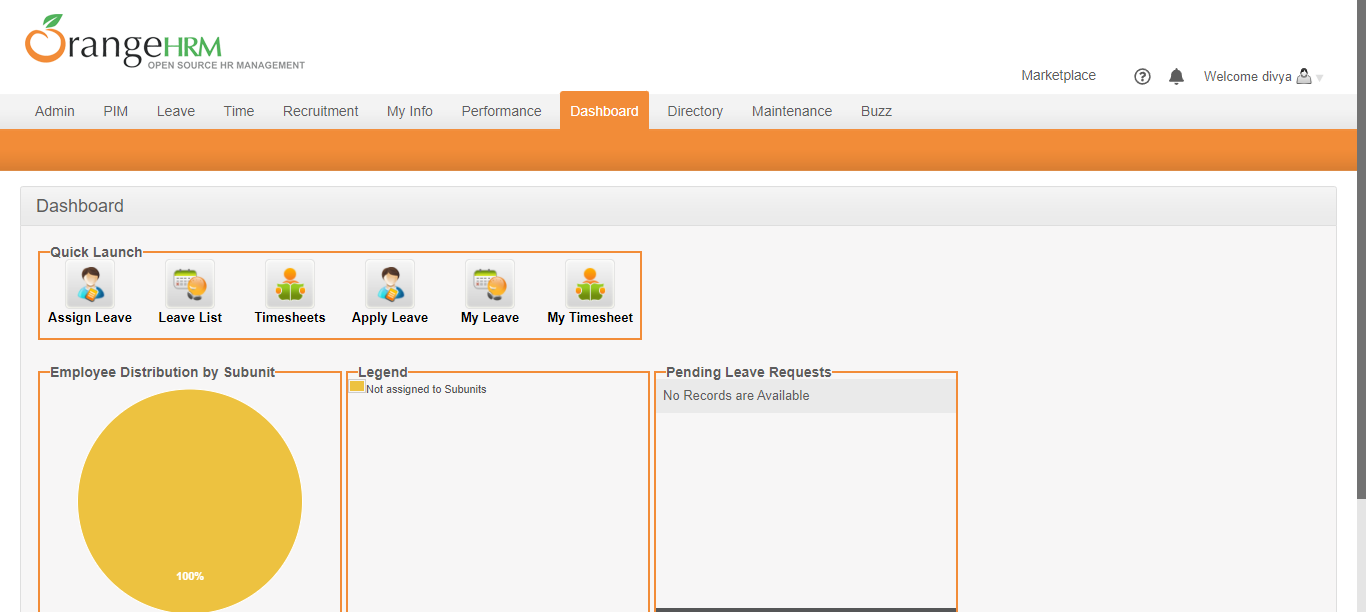 OrangeHRM
OPEN SOURCE HR MANAGEMENT
Marketplace Welcome divya
Admin PIM Leave Time Recruitment My Info Performance Dashboard Directory Maintenance Buzz
Dashboard
Quick Launch
Assign Leave Leave List Timesheets Apply Leave My Leave My Timesheet
Employee Distribution by Subunit
100%
Legend
Not assigned to Subunits
Pending Leave Requests
No Records are Available